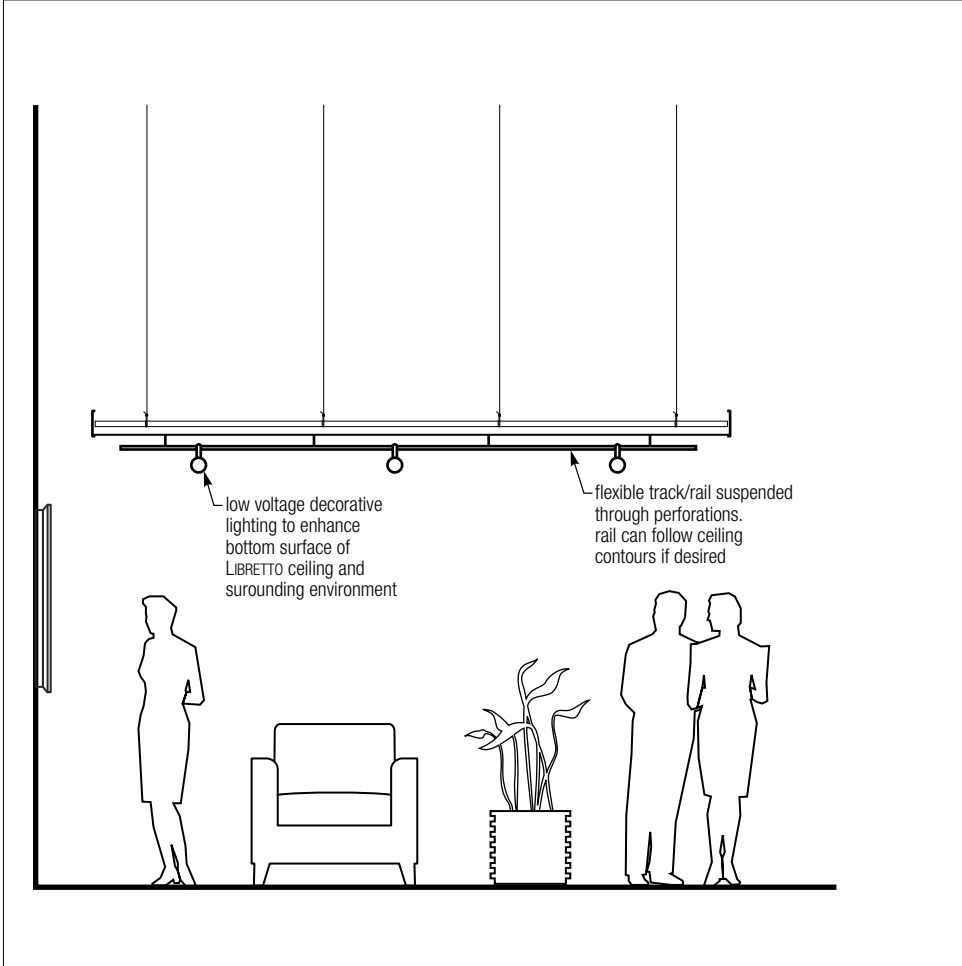 low voltage decorative
lighting to enhance
bottom surface of
LIBRETTO ceiling and
surounding environment
flexible track/rail suspended
through perforations.
rail can follow ceiling
contours if desired